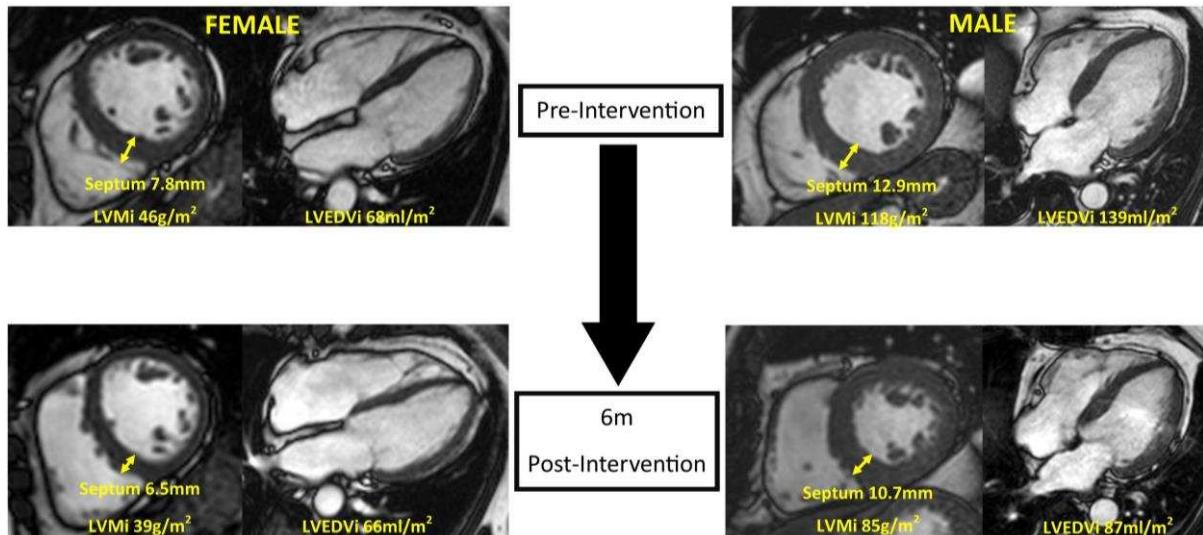 FEMALE
Septum 7.8mm
LVMi 46g/m²
LVEDVi 68ml/m²
Pre-Intervention
MALE
Septum 12.9mm
LVMi 118g/m²
LVEDVi 139ml/m²
Septum 6.5mm
LVMi 39g/m²
LVEDVi 66ml/m²
6m
Post-Intervention
Septum 10.7mm
LVMi 85g/m²
LVEDVi 87ml/m²